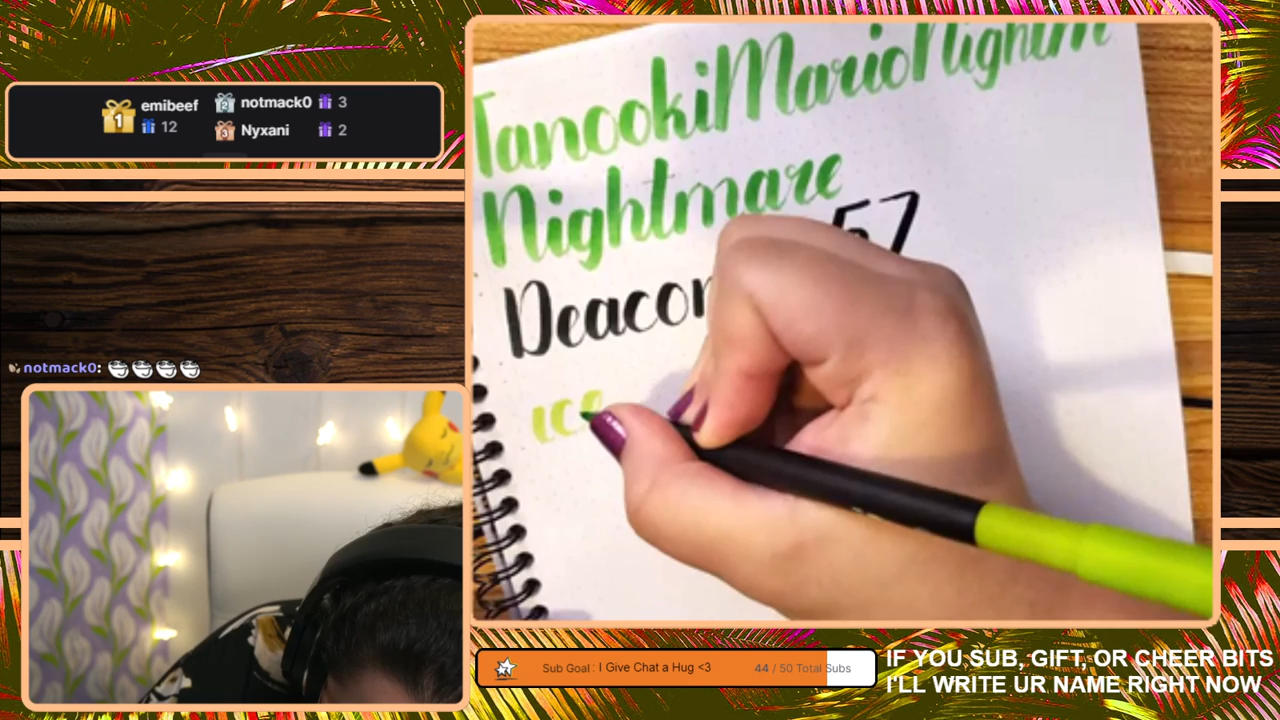 emibeef
12
notmack0 3
Nyxani 2
notmack0:
TanookiMarioNightm
Nightmare
Deacon 57
Ice
Sub Goal : I Give Chat a Hug <3 44 / 50 Total Subs
IF YOU SUB, GIFT, OR CHEER BITS
I'LL WRITE UR NAME RIGHT NOW